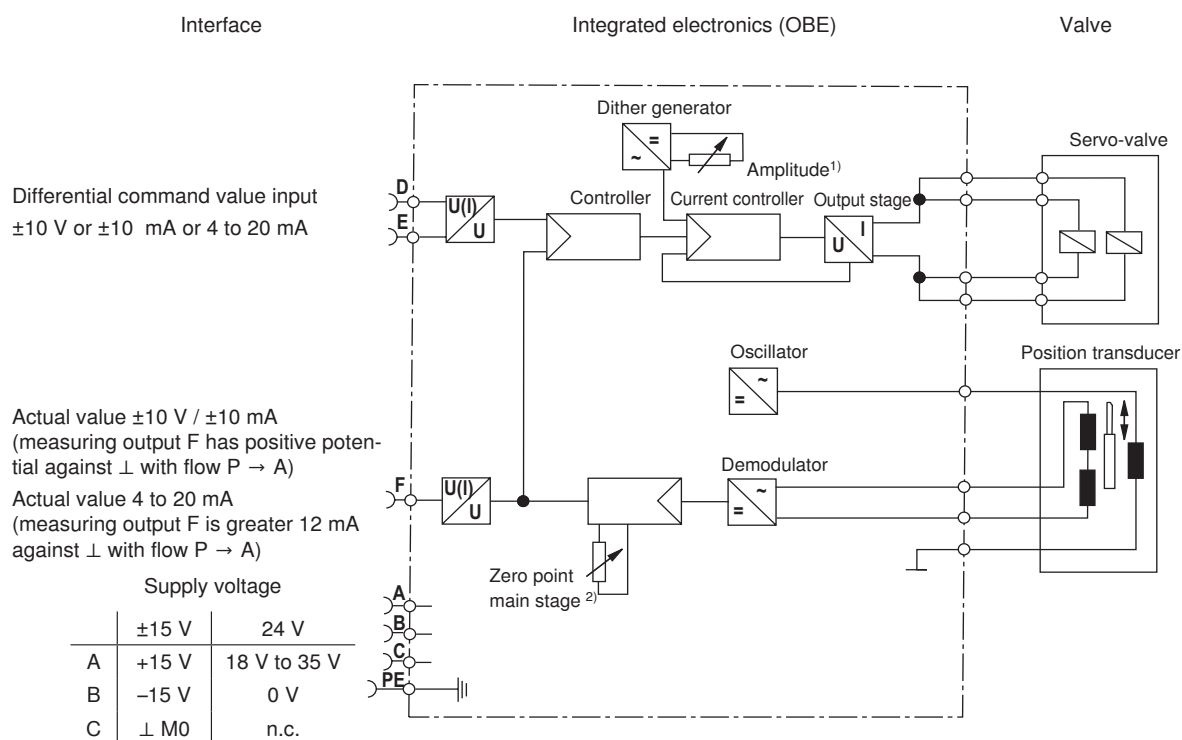 Interface
Integrated electronics (OBE)
Valve
Dither generator
=
~
Amplitude1)
Servo-valve
Differential command value input
±10 V or ±10 mA or 4 to 20 mA
D
E
U(I)
U
Controller
Current controller
Output stage
I
U
Oscillator
~
=
Position transducer
Actual value ±10 V / ±10 mA
(measuring output F has positive poten-
tial against ⊥ with flow P → A)
Actual value 4 to 20 mA
(measuring output F is greater 12 mA
against ⊥ with flow P → A)
F
U(I)
U
Demodulator
~
=
Zero point
main stage 2)
Supply voltage
±15 V 24 V
A +15 V 18 V to 35 V
B –15 V 0 V
C ⊥ M0 n.c.
A
B
C
PE